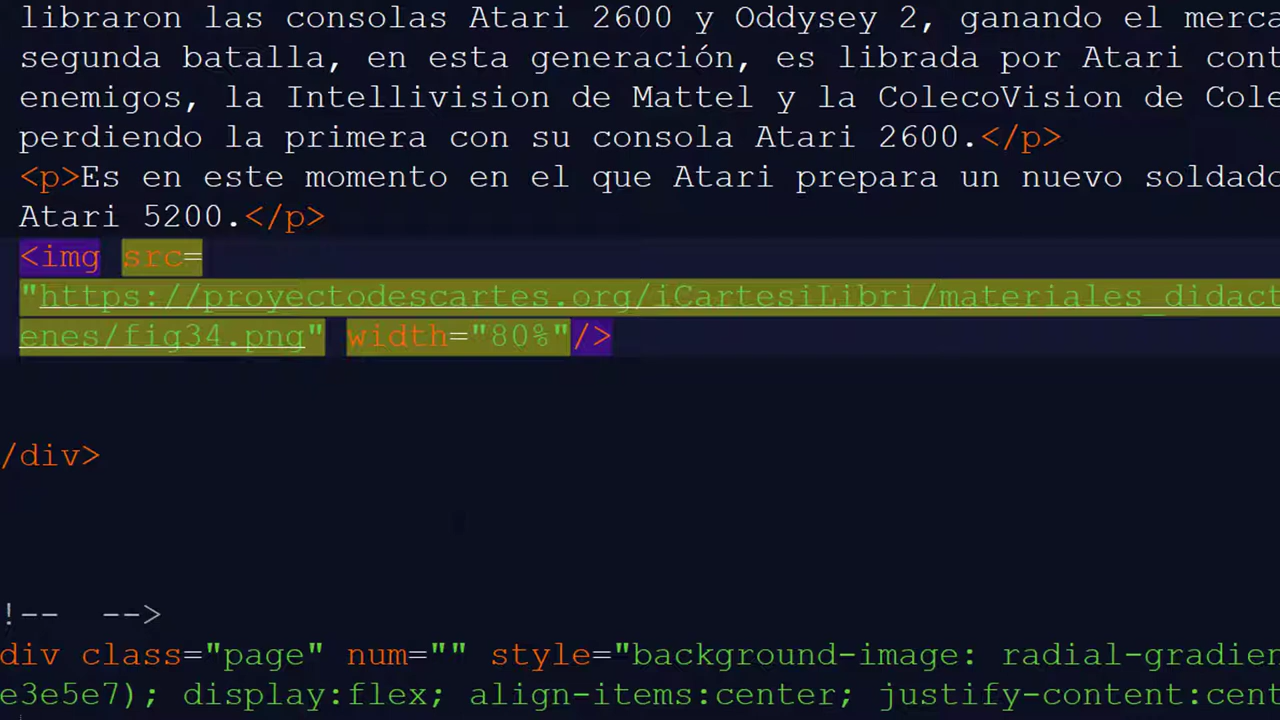 libraron las consolas Atari 2600 y Oddysey 2, ganando el
segunda batalla, en esta generación, es librada por Atari
enemigos, la Intellivision de Mattel y la ColecoVision de
perdiendo la primera con su consola Atari 2600.</p>
<p>Es en este momento en el que Atari prepara un nuevo soldado
Atari 5200.</p>
<img src=
"https://proyectodescartes.org/iCartesiLibri/materiales_didact
enes/fig34.png" width="80%"/>
/div>
!-- -->
div class="page" num="" style="background-image: radial-gradien
e3e5e7); display:flex; align-items:center; justify-content:cent